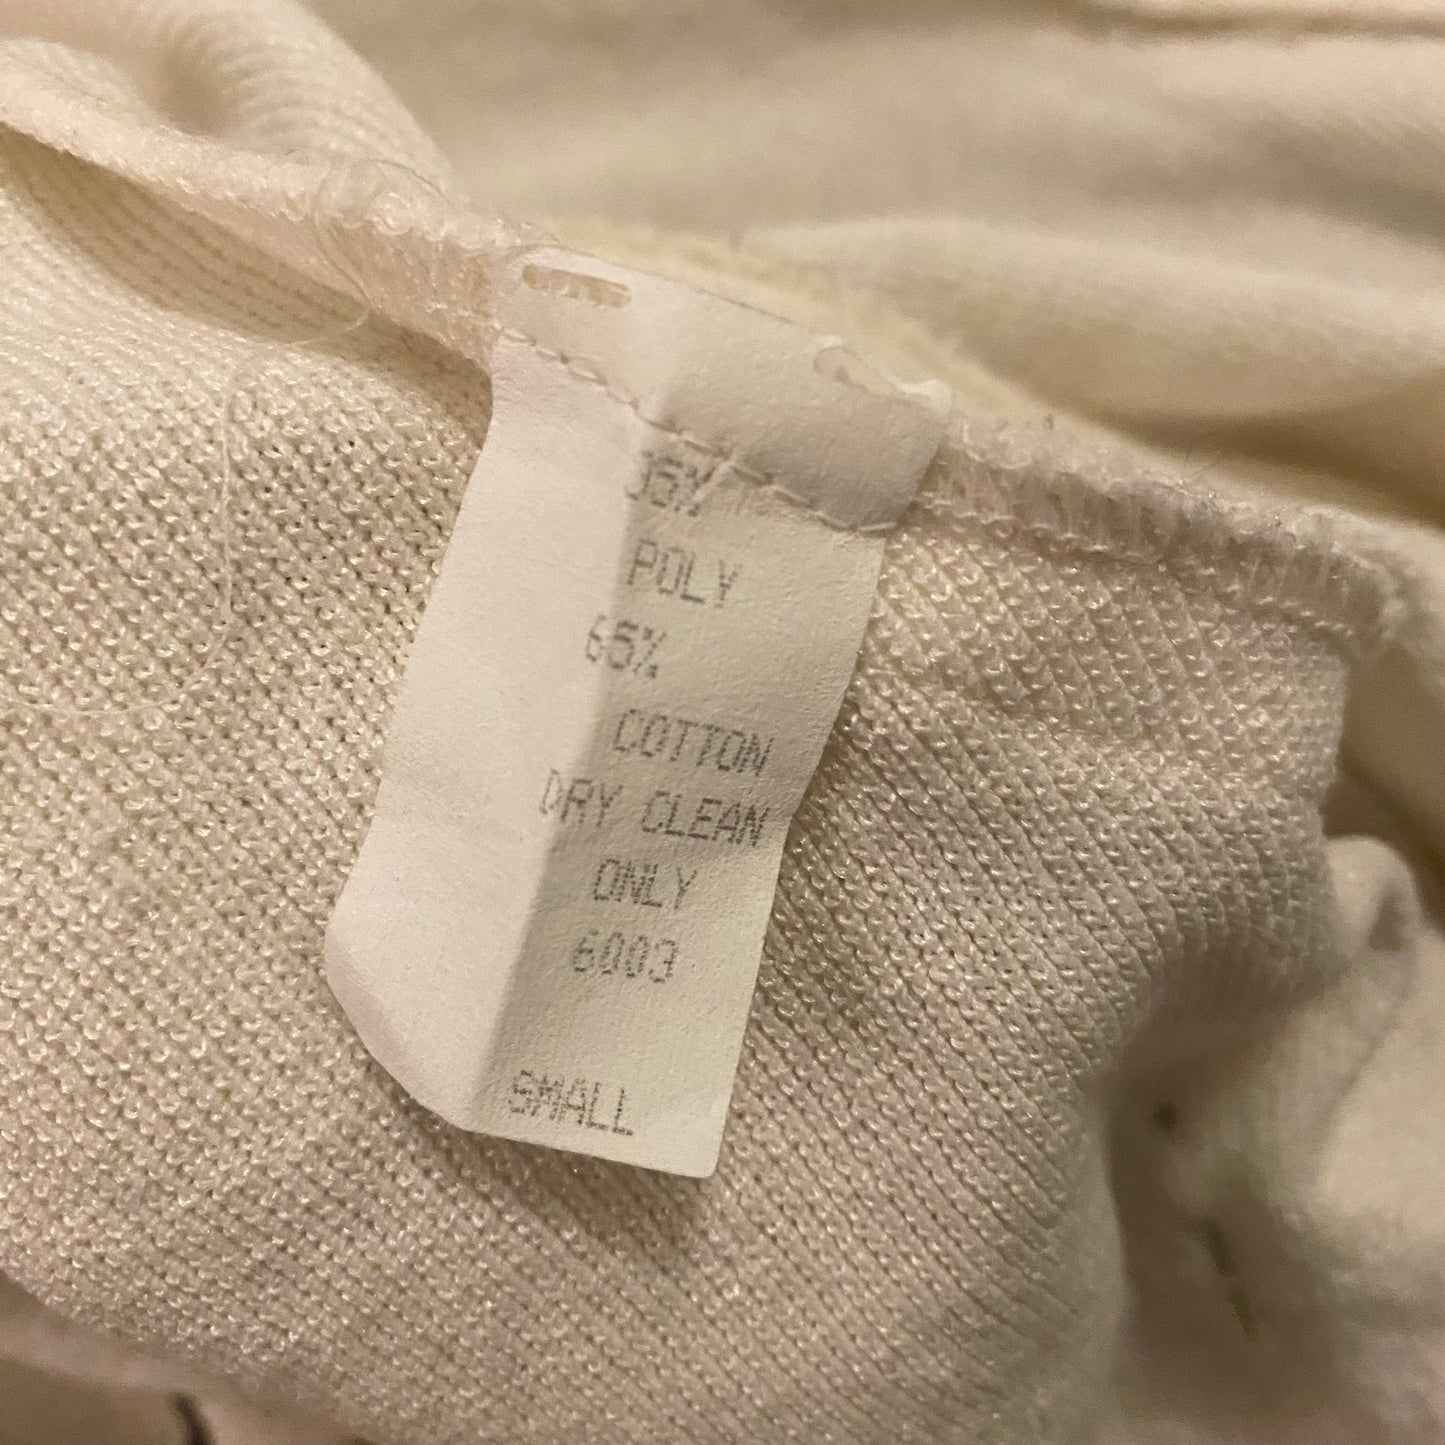 35%
POLY
65%
COTTON
DRY CLEAN
ONLY
6003
SMALL